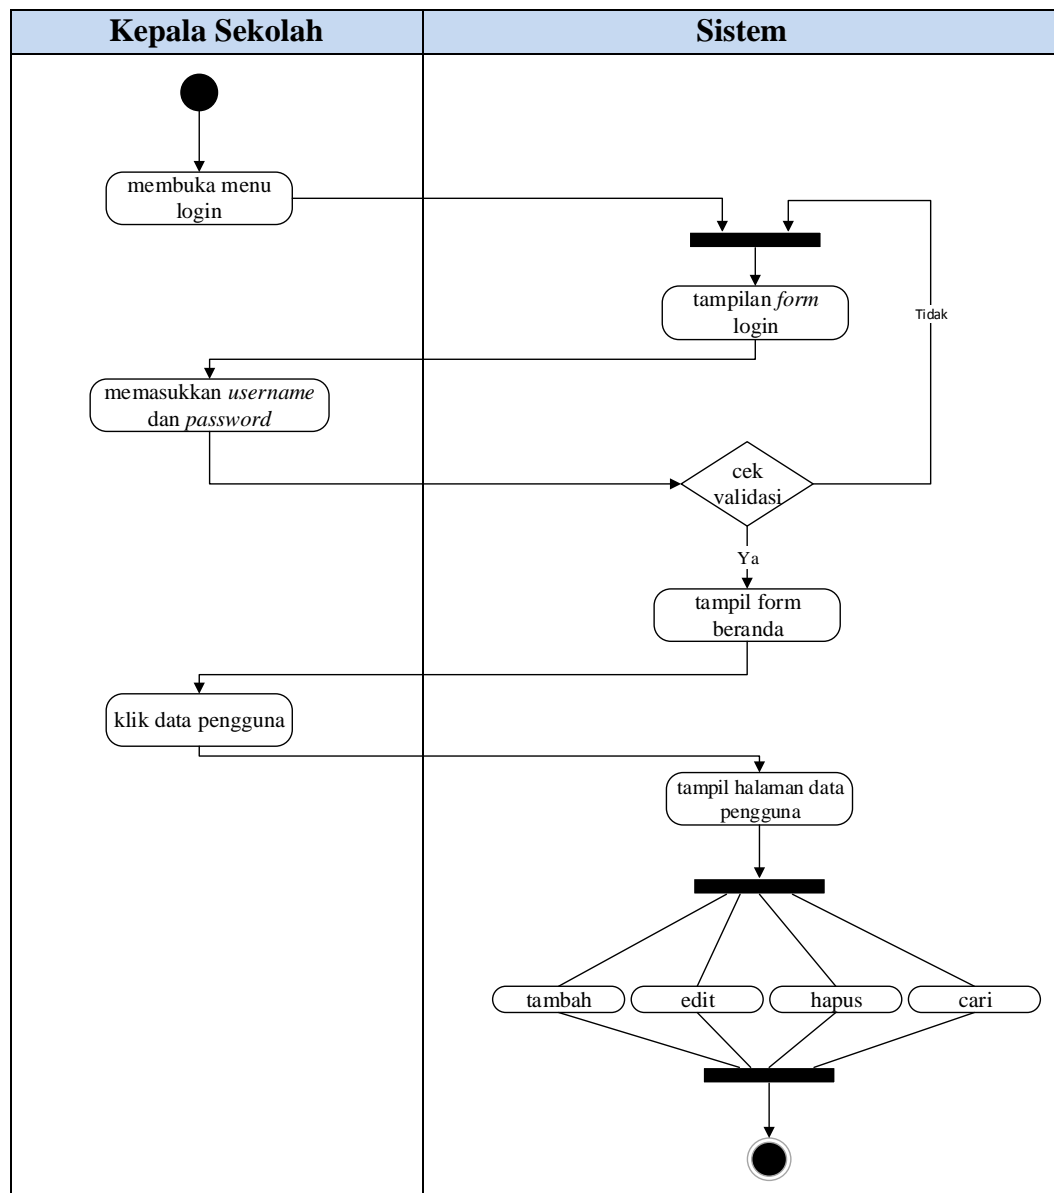 Kepala Sekolah
Sistem
membuka menu
login
tampilan form
login
Tidak
memasukkan username
dan password
cek
validasi
Ya
tampil form
beranda
klik data pengguna
tampil halaman data
pengguna
tambah
edit
hapus
cari